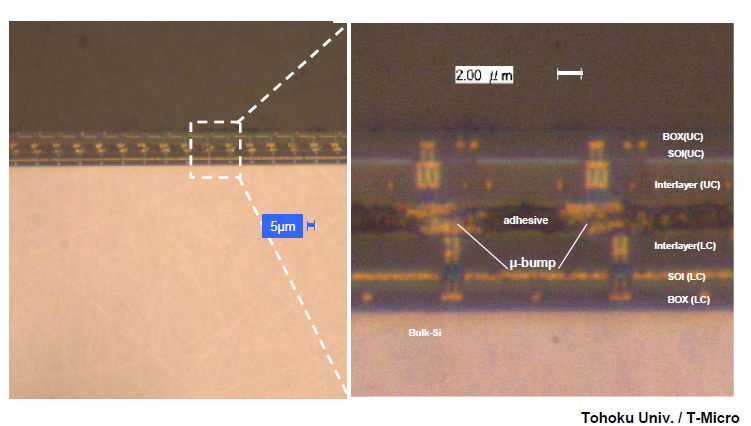 2.00 μm
BOX(UC)
SOI(UC)
Interlayer (UC)
adhesive
5μm
Interlayer(LC)
μ-bump
SOI (LC)
BOX (LC)
Bulk-Si
Tohoku Univ. / T-Micro